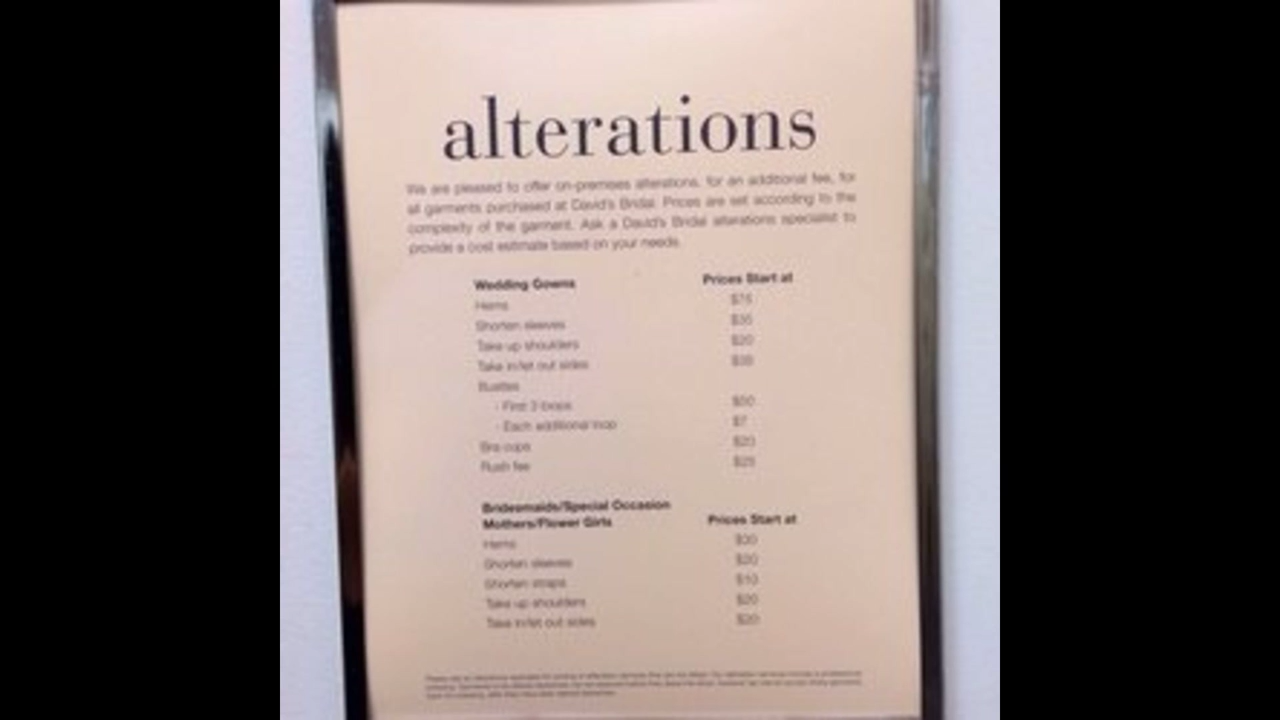 alterations
We are pleased to offer on-premises alterations, for an additional fee, for
all garments purchased at David's Bridal. Prices are set according to the
complexity of the garment. Ask a David's Bridal alterations specialist to
provide a cost estimate based on your needs.
Wedding Gowns Prices Start at
Hems $75
Shorten sleeves $35
Take up shoulders $20
Take in/let out sides
Bustles
- First 3 loops $50
- Each additional loop $7
Bra cups $20
Rush fee $25
Bridesmaids/Special Occasion
Mothers/Flower Girls Prices Start at
Hems
Shorten sleeves $20
Shorten straps $10
Take up shoulders $20
Take in/let out sides $20